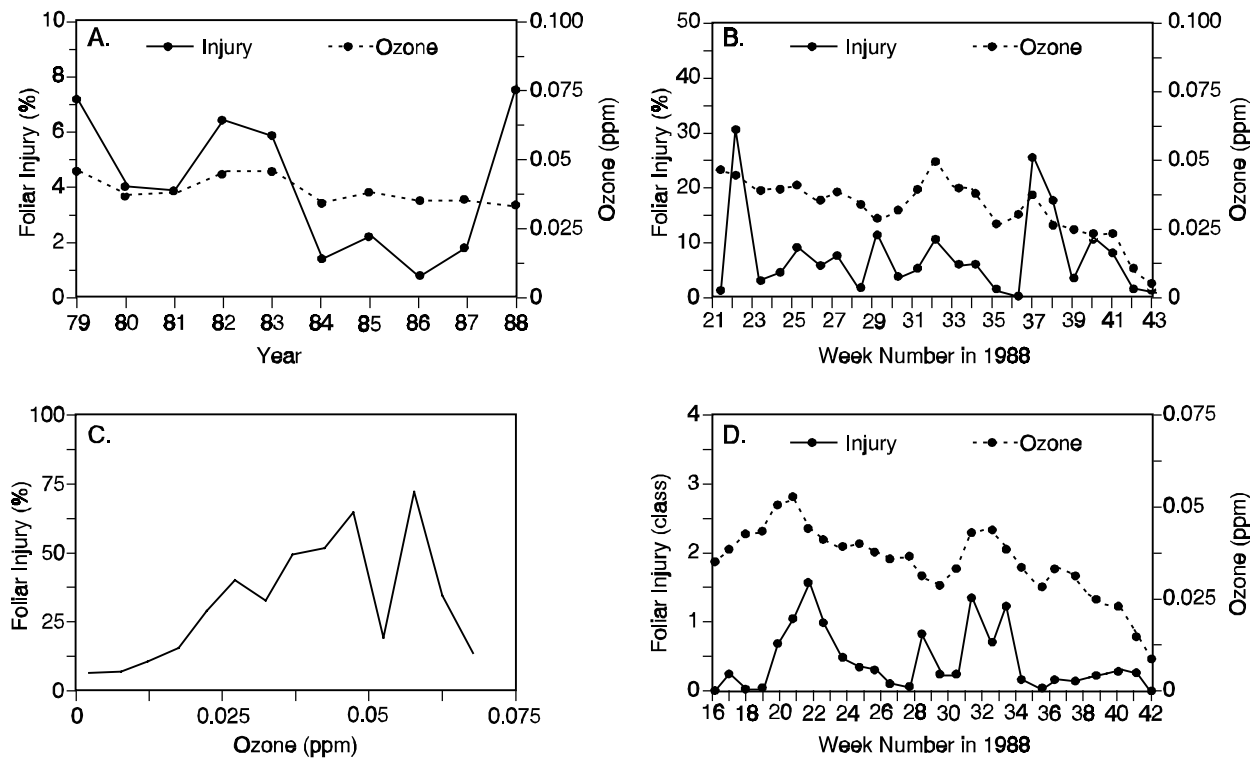 A.
Injury
Ozone
10
8
6
4
2
0
Foliar Injury (%)
0.100
0.075
0.05
0.025
0
Ozone (ppm)
79 80 81 82 83 84 85 86 87 88
Year
B.
Injury
Ozone
50
40
30
20
10
0
Foliar Injury (%)
0.100
0.075
0.05
0.025
0
Ozone (ppm)
21 23 25 27 29 31 33 35 37 39 41 43
Week Number in 1988
C.
100
75
50
25
0
Foliar Injury (%)
0 0.025 0.05 0.075
Ozone (ppm)
D.
Injury
Ozone
4
3
2
1
0
Foliar Injury (class)
0.075
0.05
0.025
0
Ozone (ppm)
16 18 20 22 24 26 28 30 32 34 36 38 40 42
Week Number in 1988